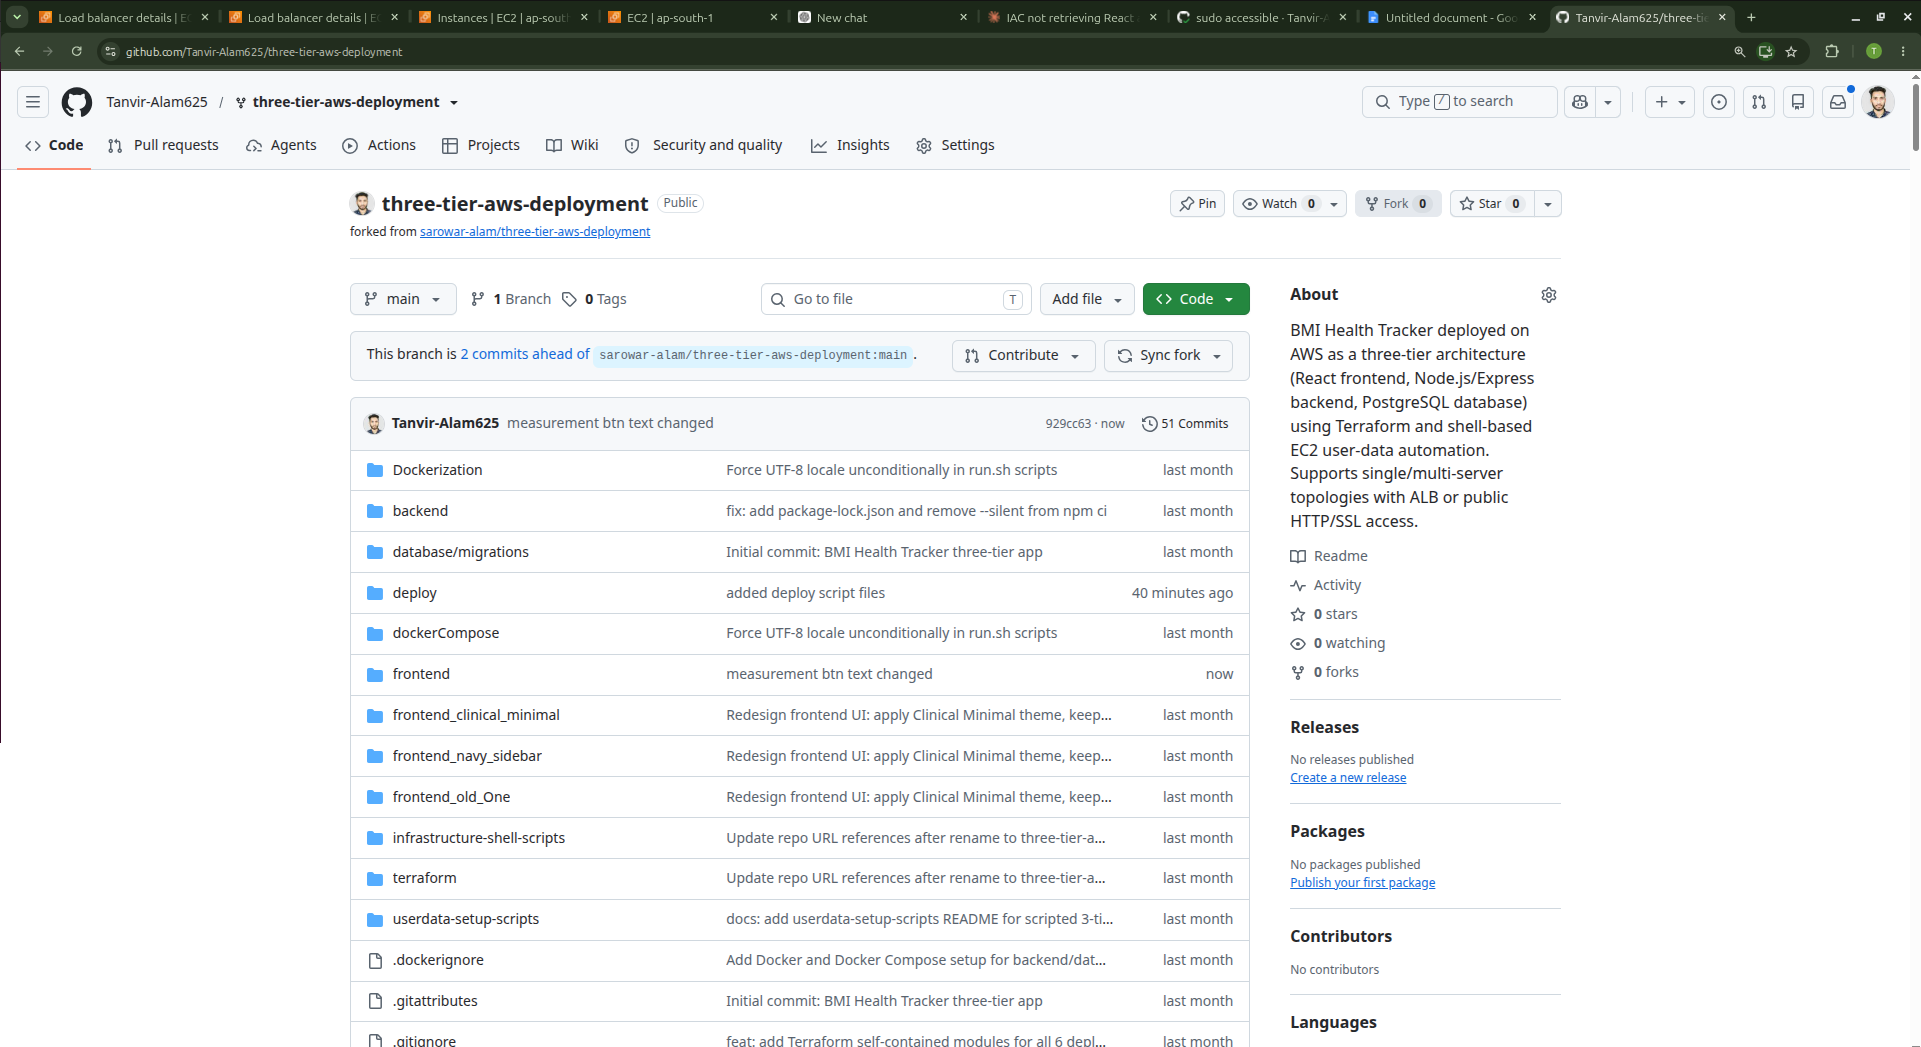 Load balancer details | EC
Load balancer details | EC
Instances | EC2 | ap-sout
EC2 | ap-south-1
New chat
IAC not retrieving React
sudo accessible · Tanvir-A
Untitled document - Goo
Tanvir-Alam625/three-tie
github.com/Tanvir-Alam625/three-tier-aws-deployment
T
Tanvir-Alam625 / three-tier-aws-deployment
Type / to search
Code
Pull requests
Agents
Actions
Projects
Wiki
Security and quality
Insights
Settings
three-tier-aws-deployment Public
Pin
Watch 0
Fork 0
Star 0
forked from sarowar-alam/three-tier-aws-deployment
main
1 Branch
0 Tags
Go to file T
Add file
Code
This branch is 2 commits ahead of sarowar-alam/three-tier-aws-deployment:main .
Contribute
Sync fork
Tanvir-Alam625 measurement btn text changed 929cc63 · now 51 Commits
Dockerization Force UTF-8 locale unconditionally in run.sh scripts last month
backend fix: add package-lock.json and remove --silent from npm ci last month
database/migrations Initial commit: BMI Health Tracker three-tier app last month
deploy added deploy script files 40 minutes ago
dockerCompose Force UTF-8 locale unconditionally in run.sh scripts last month
frontend measurement btn text changed now
frontend_clinical_minimal Redesign frontend UI: apply Clinical Minimal theme, keep... last month
frontend_navy_sidebar Redesign frontend UI: apply Clinical Minimal theme, keep... last month
frontend_old_One Redesign frontend UI: apply Clinical Minimal theme, keep... last month
infrastructure-shell-scripts Update repo URL references after rename to three-tier-a... last month
terraform Update repo URL references after rename to three-tier-a... last month
userdata-setup-scripts docs: add userdata-setup-scripts README for scripted 3-ti... last month
.dockerignore Add Docker and Docker Compose setup for backend/dat... last month
.gitattributes Initial commit: BMI Health Tracker three-tier app last month
.gitignore feat: add Terraform self-contained modules for all 6 depl... last month
About
BMI Health Tracker deployed on
AWS as a three-tier architecture
(React frontend, Node.js/Express
backend, PostgreSQL database)
using Terraform and shell-based
EC2 user-data automation.
Supports single/multi-server
topologies with ALB or public
HTTP/SSL access.
Readme
Activity
0 stars
0 watching
0 forks
Releases
No releases published
Create a new release
Packages
No packages published
Publish your first package
Contributors
No contributors
Languages